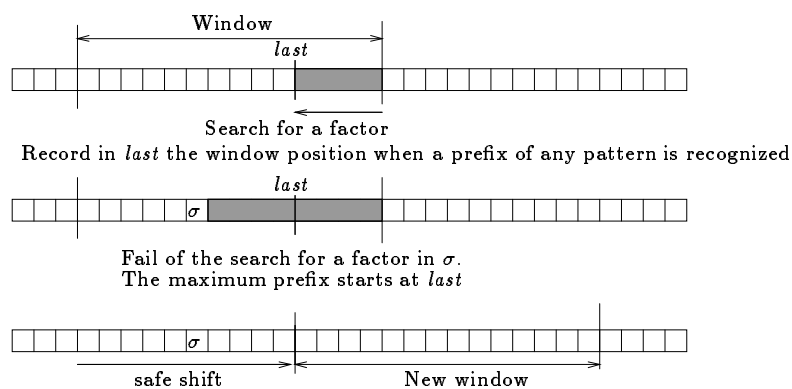 Window
last
Search for a factor
Record in last the window position when a prefix of any pattern is recognized
last
σ
Fail of the search for a factor in σ.
The maximum prefix starts at last
σ
safe shift New window